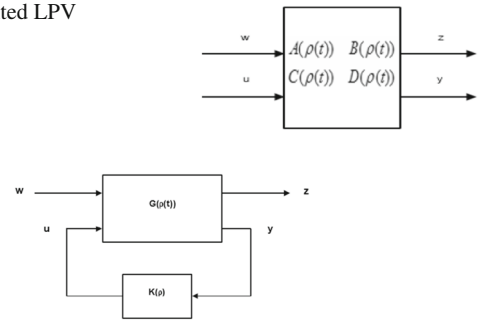 ted LPV
w A(ρ(t)) B(ρ(t)) z
u C(ρ(t)) D(ρ(t)) y
w G(ρ(t)) z
u y
K(ρ)